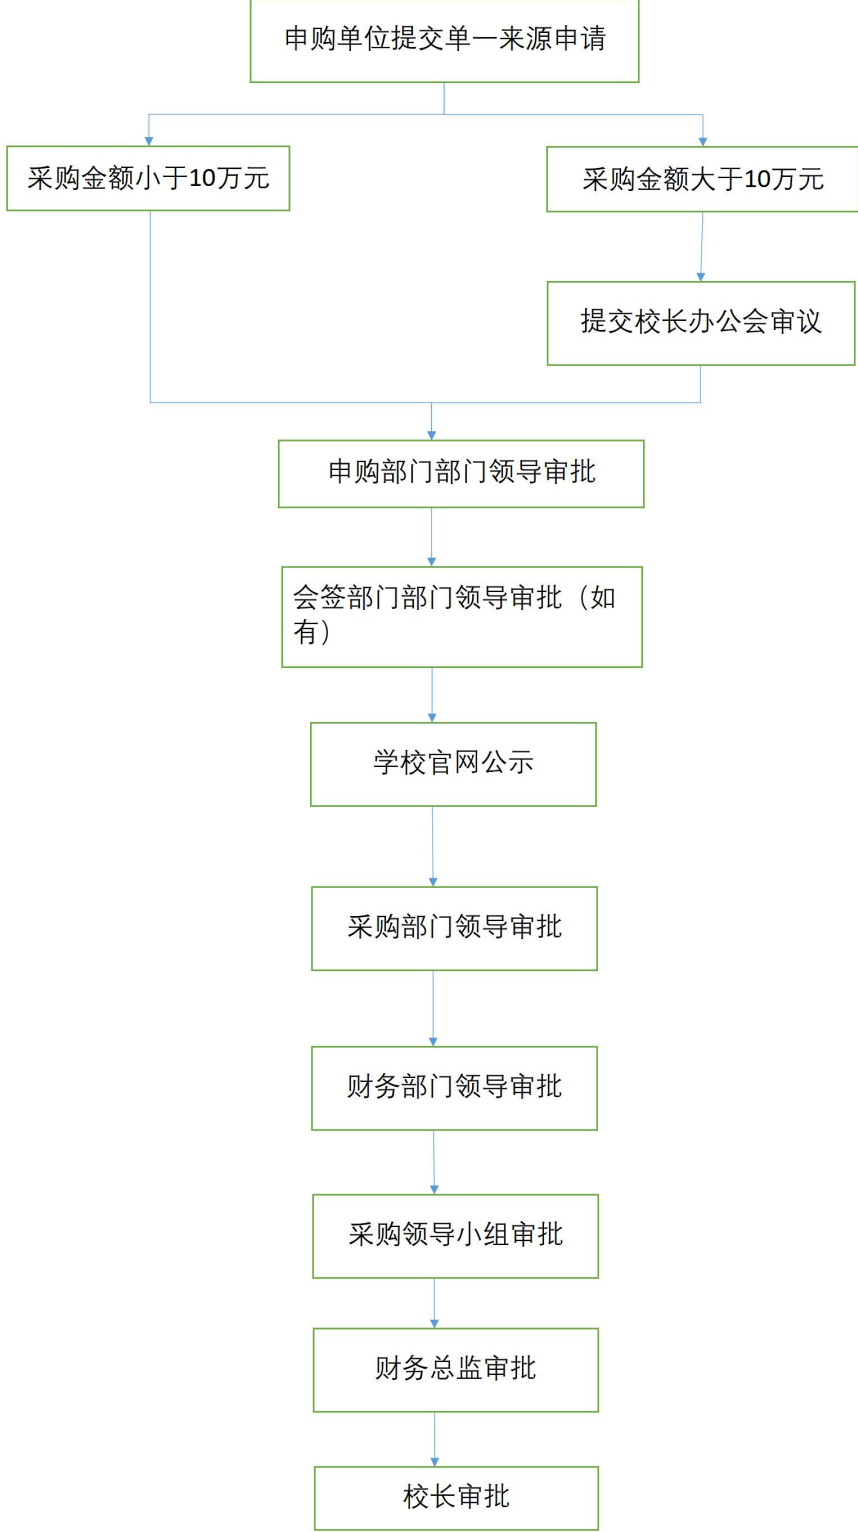 申购单位提交单一来源申请
采购金额小于10万元
采购金额大于10万元
提交校长办公会审议
申购部门部门领导审批
会签部门部门领导审批（如
有）
学校官网公示
采购部门领导审批
财务部门领导审批
采购领导小组审批
财务总监审批
校长审批